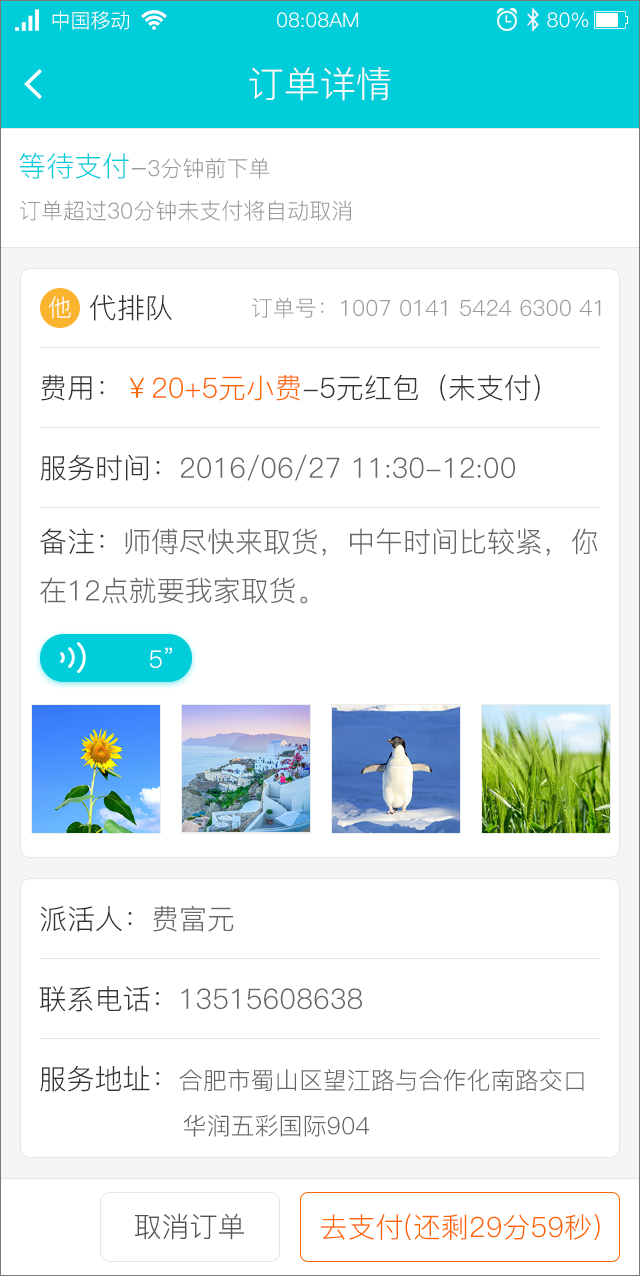 中国移动 08:08AM 80%
订单详情
等待支付-3分钟前下单
订单超过30分钟未支付将自动取消
他 代排队 订单号：1007 0141 5424 6300 41
费用：￥20+5元小费-5元红包（未支付）
服务时间：2016/06/27 11:30-12:00
备注：师傅尽快来取货，中午时间比较紧，你
在12点就要我家取货。
5”
派活人：费富元
联系电话：13515608638
服务地址：合肥市蜀山区望江路与合作化南路交口
华润五彩国际904
取消订单 去支付(还剩29分59秒)